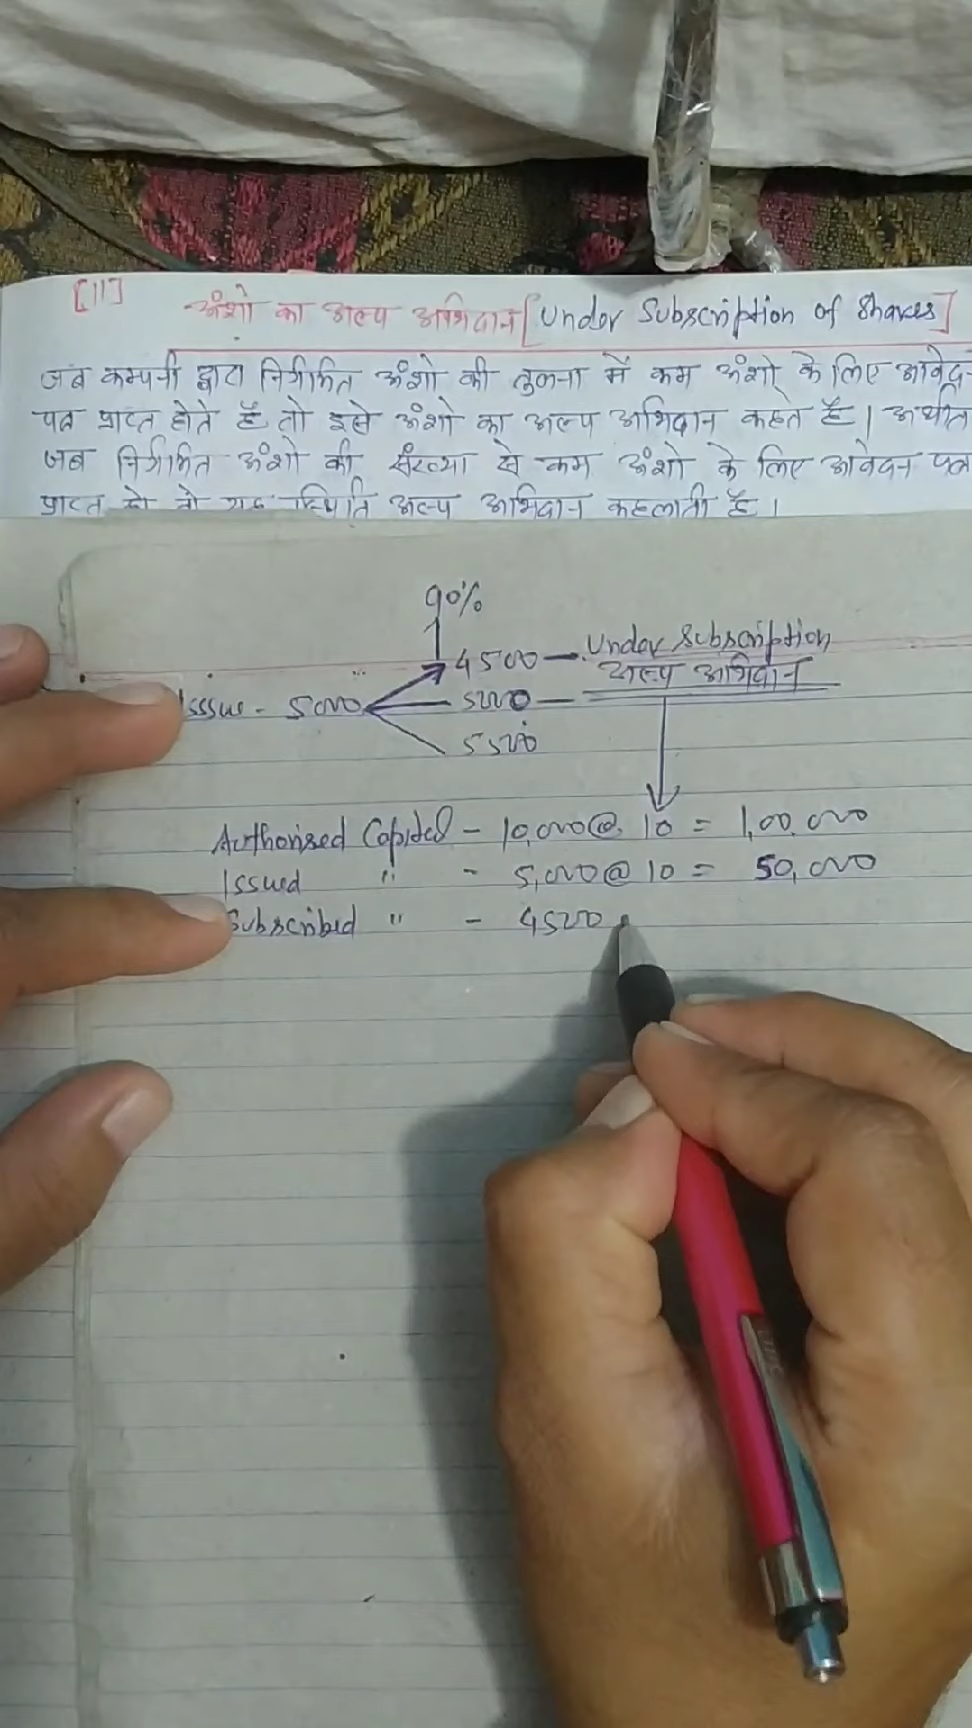 [11] अंशो का अल्प अभिदान [Under Subscription of Shares]
जब कम्पनी द्वारा निर्गमित अंशो की तुलना में कम अंशो के लिए आवेदन
पत्र प्राप्त होते हैं तो इसे अंशो का अल्प अभिदान कहते हैं। अर्थात
जब निर्गमित अंशो की संख्या से कम अंशो के लिए आवेदन पत्र
प्राप्त हो तो यह स्थिति अल्प अभिदान कहलाती है।
90%
4500 — Under Subscription
अल्प अभिदान
Issue - 5000
5000 —
5500
Authorised Capital - 10,000@ 10 = 1,00,000
Issued " - 5,000@ 10 = 50,000
Subscribed " - 4500